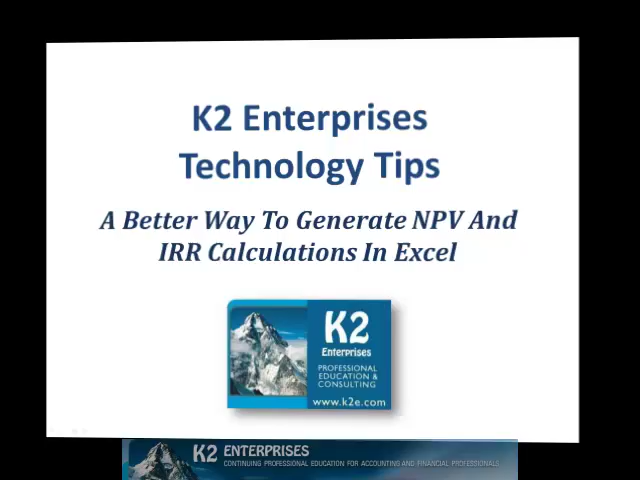 K2 Enterprises
Technology Tips
A Better Way To Generate NPV And
IRR Calculations In Excel
K2
Enterprises
PROFESSIONAL
EDUCATION &
CONSULTING
www.k2e.com
K2 ENTERPRISES
CONTINUING PROFESSIONAL EDUCATION FOR ACCOUNTING AND FINANCIAL PROFESSIONALS